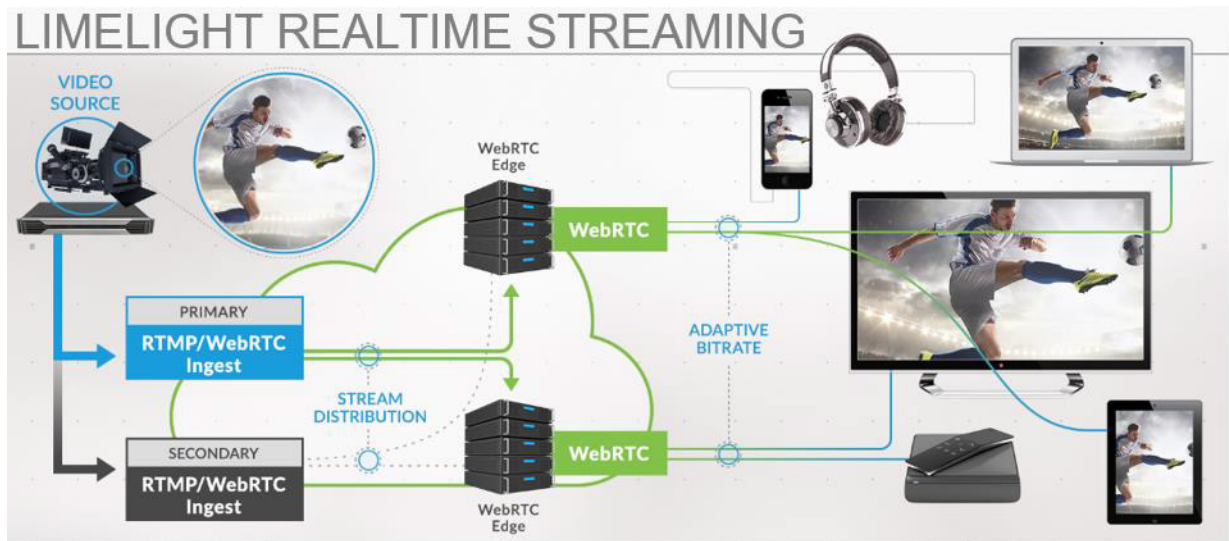 LIMELIGHT REALTIME STREAMING
VIDEO
SOURCE
WebRTC
Edge
WebRTC
PRIMARY
RTMP/WebRTC
Ingest
STREAM
DISTRIBUTION
ADAPTIVE
BITRATE
SECONDARY
RTMP/WebRTC
Ingest
WebRTC
WebRTC
Edge